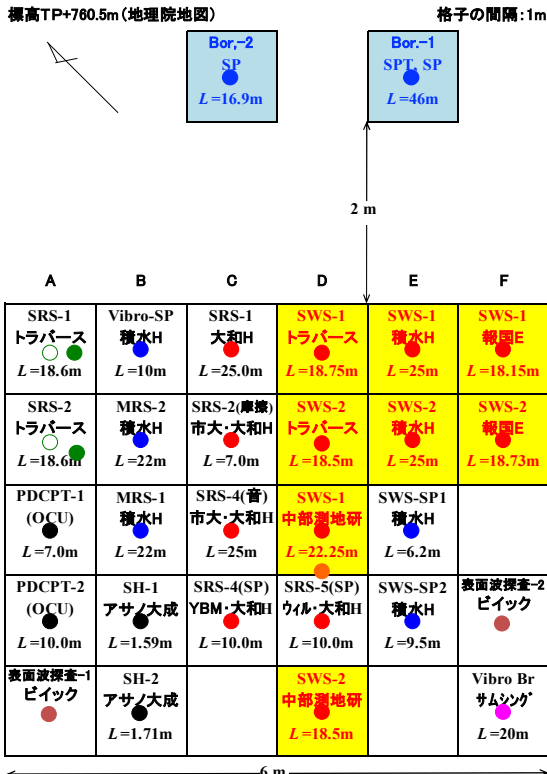 標高TP+760.5m(地理院地図)
格子の間隔:1m
Bor,-2
SP
L=16.9m
Bor.-1
SPT, SP
L=46m
2 m
A B C D E F
SRS-1
トラバース
L=18.6m
Vibro-SP
積水H
L=10m
SRS-1
大和H
L=25.0m
SWS-1
トラバース
L=18.75m
SWS-1
積水H
L=25m
SWS-1
報国E
L=18.15m
SRS-2
トラバース
L=18.6m
MRS-2
積水H
L=22m
SRS-2(摩擦)
市大・大和H
L=7.0m
SWS-2
トラバース
L=18.5m
SWS-2
積水H
L=25m
SWS-2
報国E
L=18.73m
PDCPT-1
(OCU)
L=7.0m
MRS-1
積水H
L=22m
SRS-4(音)
市大・大和H
L=25m
SWS-1
中部測地研
L=22.25m
SWS-SP1
積水H
L=6.2m
PDCPT-2
(OCU)
L=10.0m
SH-1
アサノ大成
L=1.59m
SRS-4(SP)
YBM・大和H
L=10.0m
SRS-5(SP)
ウィル・大和H
L=10.0m
SWS-SP2
積水H
L=9.5m
表面波探査-2
ビイック
表面波探査-1
ビイック
SH-2
アサノ大成
L=1.71m
SWS-2
中部測地研
L=18.5m
Vibro Br
サムシング
L=20m
6 m